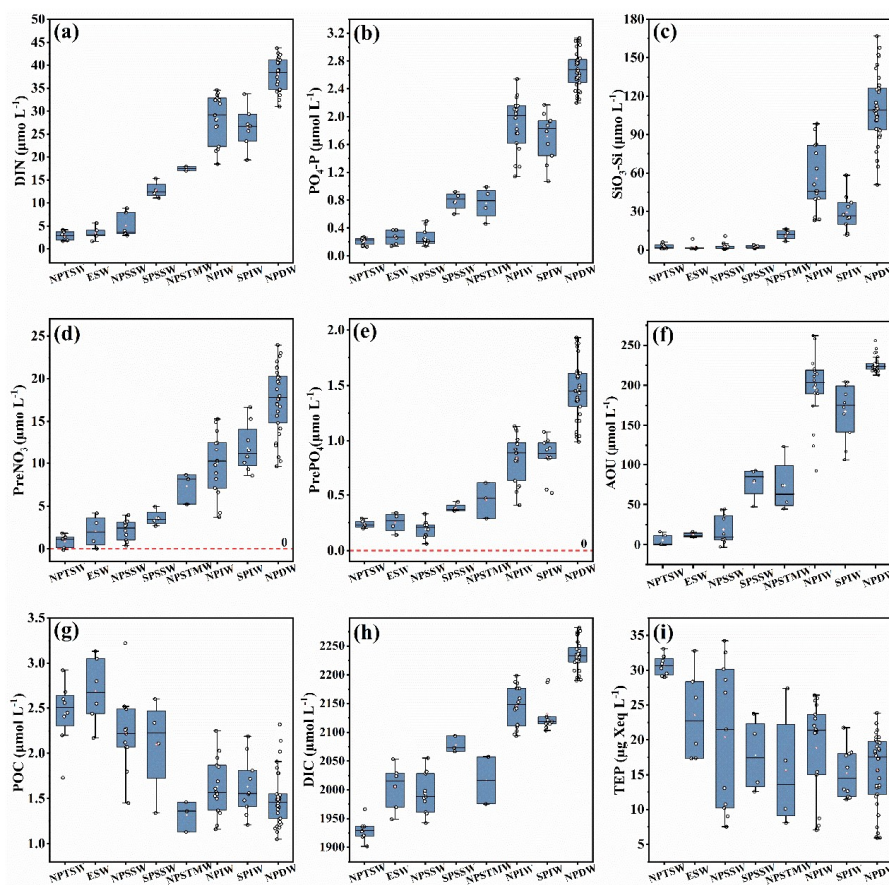 (a)
DIN (μmo L⁻¹)
50
45
40
35
30
25
20
15
10
5
0
NPTSW
ESW
NPSSW
SPSSW
NPSTMW
NPIW
SPIW
NPDW
(b)
PO4-P (μmol L⁻¹)
3.2
2.8
2.4
2.0
1.6
1.2
0.8
0.4
0.0
NPTSW
ESW
NPSSW
SPSSW
NPSTMW
NPIW
SPIW
NPDW
(c)
SiO3-Si (μmo L⁻¹)
180
150
120
90
60
30
0
NPTSW
ESW
NPSSW
SPSSW
NPSTMW
NPIW
SPIW
NPDW
(d)
PreNO3 (μmol L⁻¹)
25
20
15
10
5
0
0
NPTSW
ESW
NPSSW
SPSSW
NPSTMW
NPIW
SPIW
NPDW
(e)
PrePO4 (μmo L⁻¹)
2.0
1.5
1.0
0.5
0.0
0
NPTSW
ESW
NPSSW
SPSSW
NPSTMW
NPIW
SPIW
NPDW
(f)
AOU (μmol L⁻¹)
250
200
150
100
50
0
NPTSW
ESW
NPSSW
SPSSW
NPSTMW
NPIW
SPIW
NPDW
(g)
POC (μmol L⁻¹)
3.5
3.0
2.5
2.0
1.5
1.0
NPTSW
ESW
NPSSW
SPSSW
NPSTMW
NPIW
SPIW
NPDW
(h)
DIC (μmol L⁻¹)
2250
2200
2150
2100
2050
2000
1950
1900
NPTSW
ESW
NPSSW
SPSSW
NPSTMW
NPIW
SPIW
NPDW
(i)
TEP (μg Xeq L⁻¹)
35
30
25
20
15
10
5
NPTSW
ESW
NPSSW
SPSSW
NPSTMW
NPIW
SPIW
NPDW